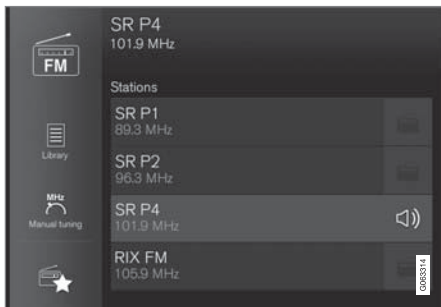 FM
Library
MHz
Manual tuning
SR P4
101.9 MHz
Stations
SR P1
89.3 MHz
SR P2
96.3 MHz
SR P4
101.9 MHz
RIX FM
105.9 MHz
G063314